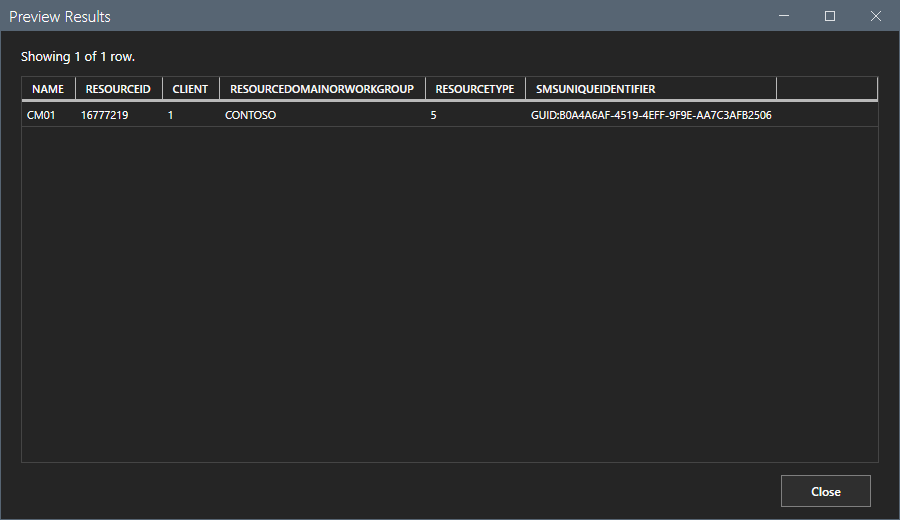 Preview Results
Showing 1 of 1 row.
NAME RESOURCEID CLIENT RESOURCEDOMAINORWORKGROUP RESOURCETYPE SMSUNIQUEIDENTIFIER
CM01 16777219 1 CONTOSO 5 GUID:B0A4A6AF-4519-4EFF-9F9E-AA7C3AFB2506
Close